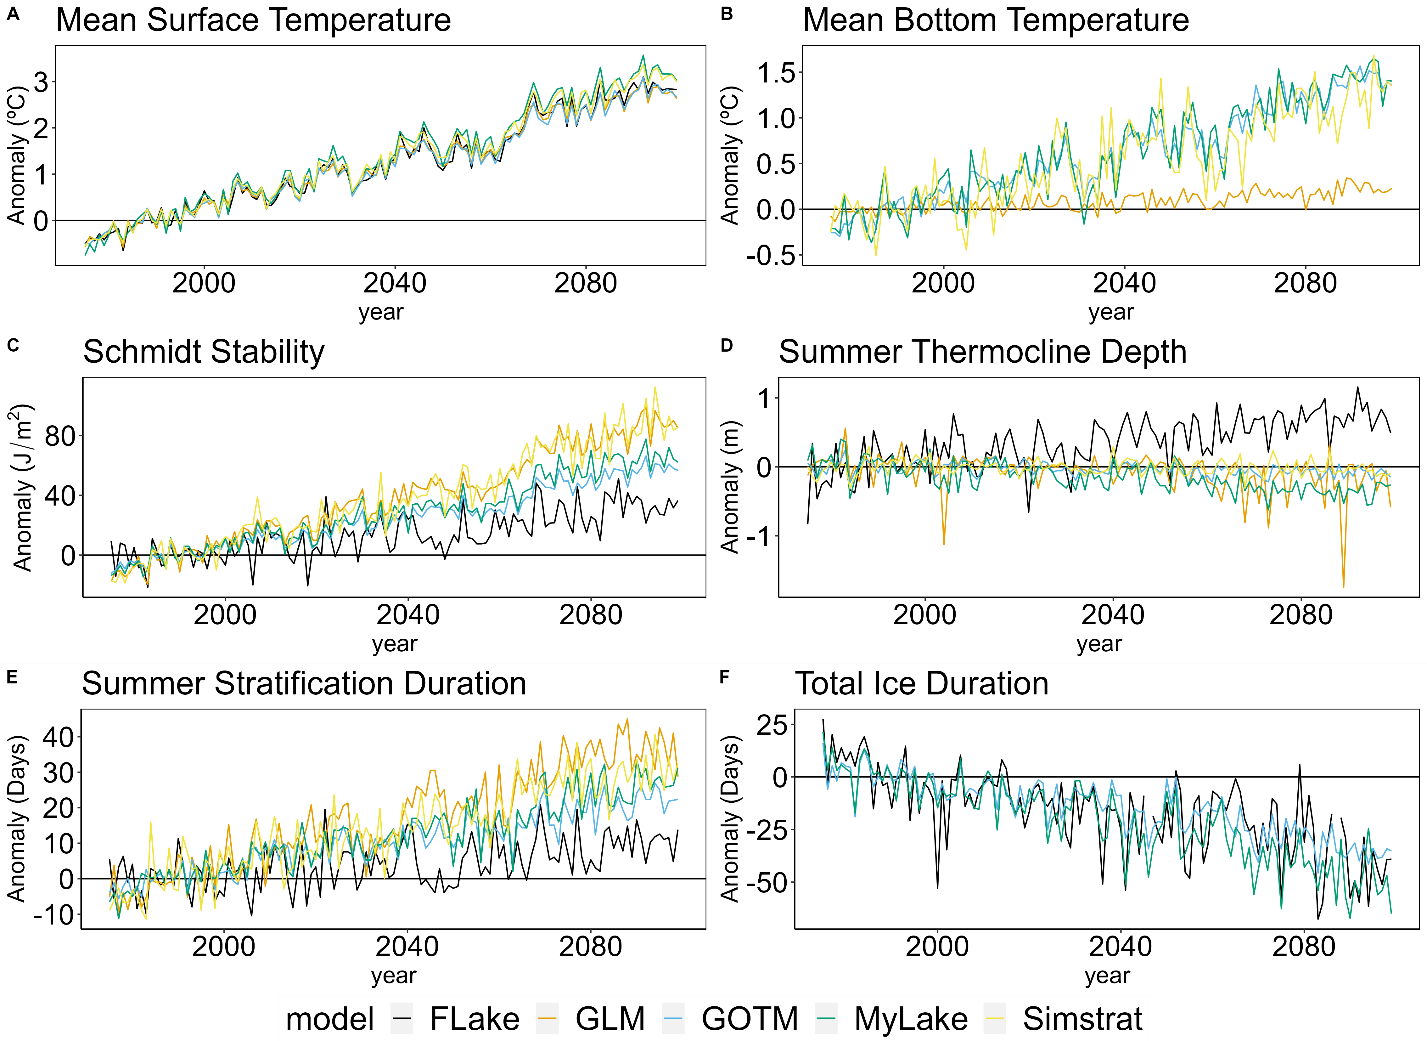 A Mean Surface Temperature
Anomaly (ºC)
3
2
1
0
2000 2040 2080
year
B Mean Bottom Temperature
Anomaly (ºC)
1.5
1.0
0.5
0.0
-0.5
2000 2040 2080
year
C Schmidt Stability
Anomaly (J/m²)
80
40
0
2000 2040 2080
year
D Summer Thermocline Depth
Anomaly (m)
1
0
-1
2000 2040 2080
year
E Summer Stratification Duration
Anomaly (Days)
40
30
20
10
0
-10
2000 2040 2080
year
F Total Ice Duration
Anomaly (Days)
25
0
-25
-50
2000 2040 2080
year
model FLake GLM GOTM MyLake Simstrat